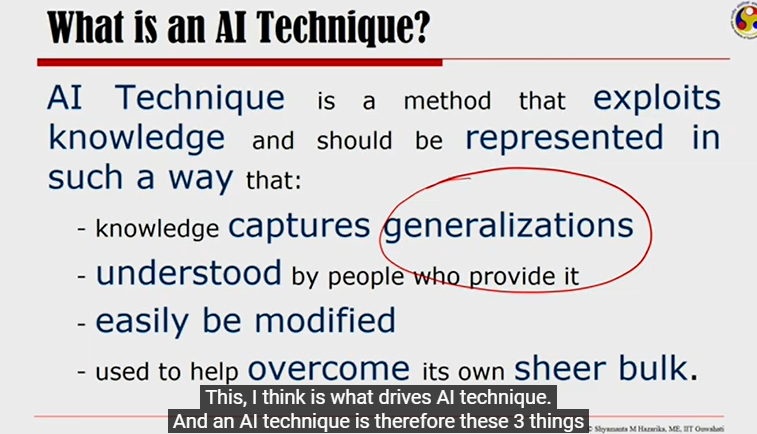 What is an AI Technique?
AI Technique is a method that exploits
knowledge and should be represented in
such a way that:
- knowledge captures generalizations
- understood by people who provide it
- easily be modified
- used to help overcome its own sheer bulk.
This, I think is what drives AI technique.
And an AI technique is therefore these 3 things
© Shyamanta M Hazarika, ME, IIT Guwahati